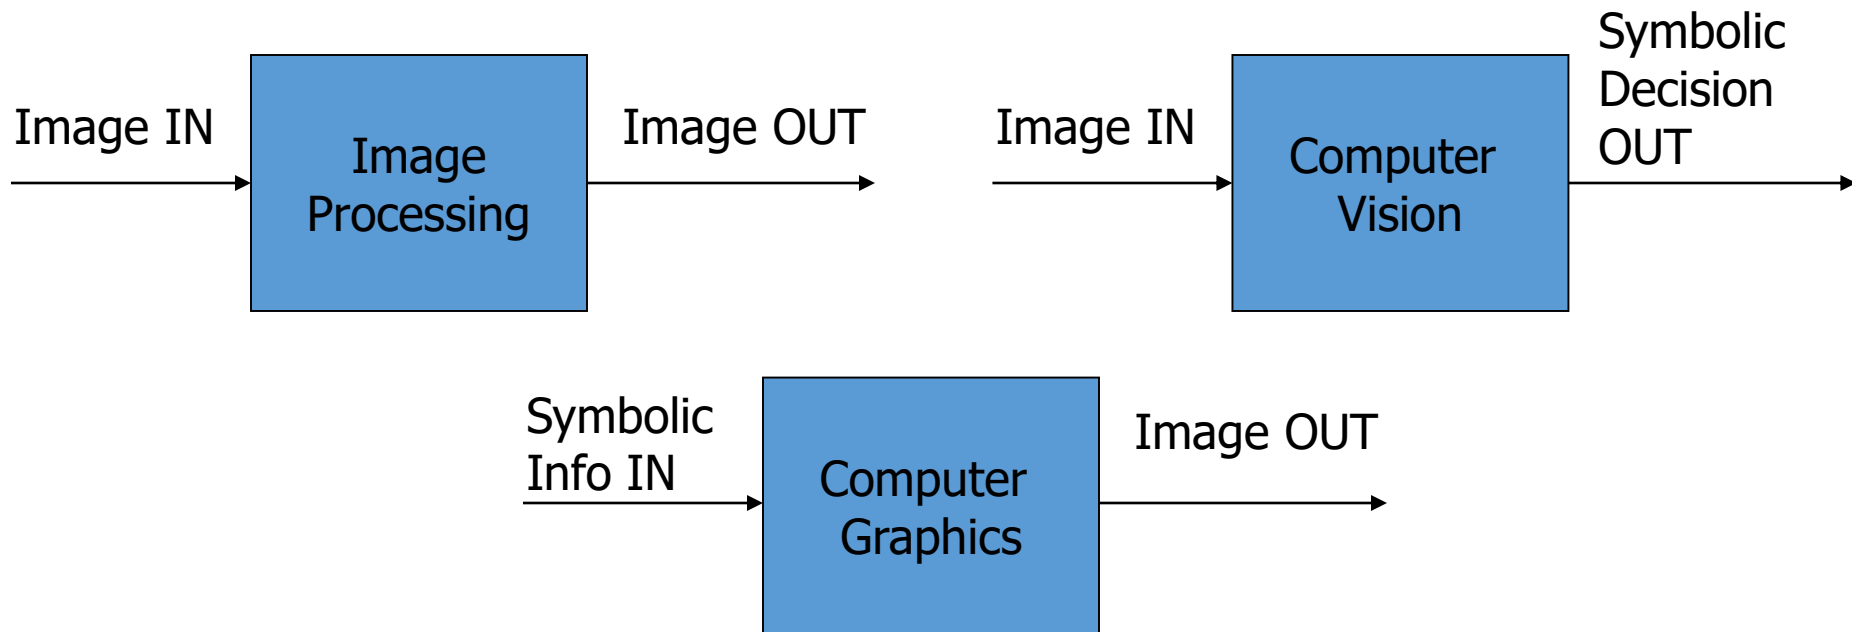 Image IN
Image
Processing
Image OUT
Image IN
Computer
Vision
Symbolic
Decision
OUT
Symbolic
Info IN
Computer
Graphics
Image OUT